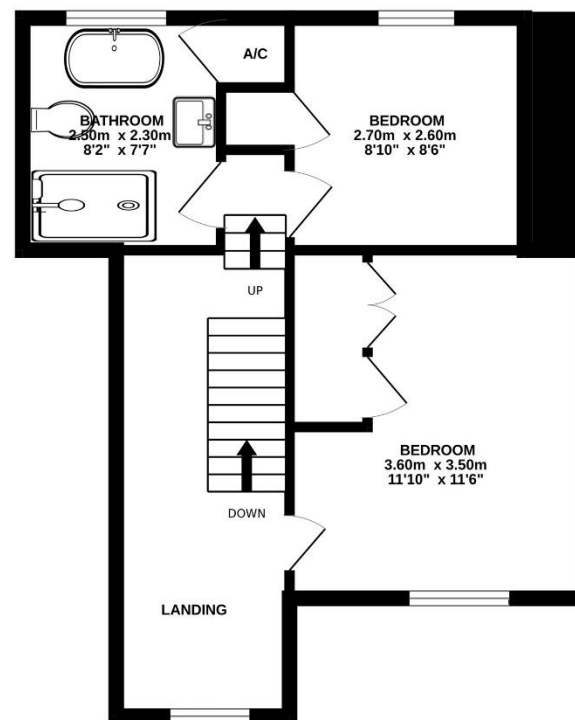 A/C
BATHROOM
2.50m x 2.30m
8'2" x 7'7"
BEDROOM
2.70m x 2.60m
8'10" x 8'6"
UP
BEDROOM
3.60m x 3.50m
11'10" x 11'6"
DOWN
LANDING